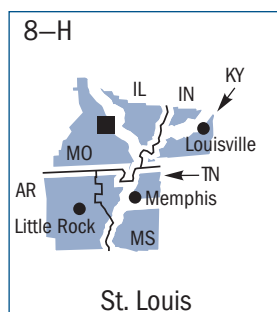 8–H
IL
IN
KY
Louisville
MO
TN
AR
Memphis
Little Rock
MS
St. Louis